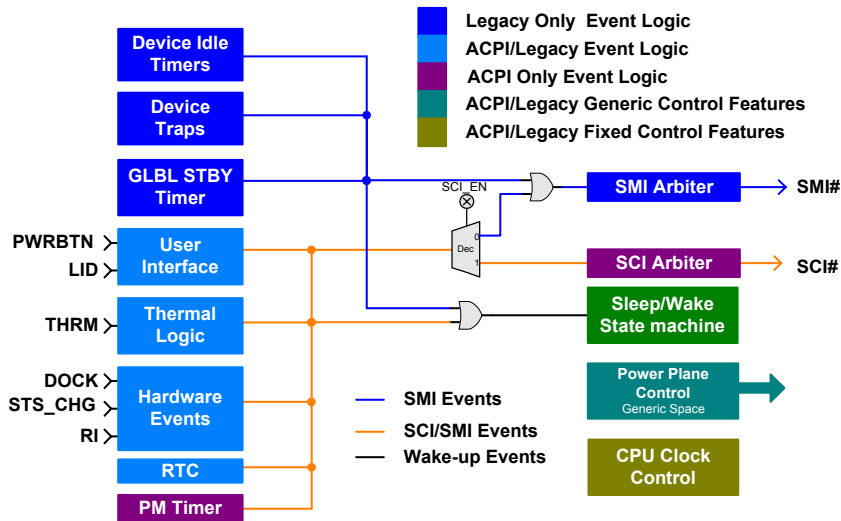 Legacy Only Event Logic
ACPI/Legacy Event Logic
ACPI Only Event Logic
ACPI/Legacy Generic Control Features
ACPI/Legacy Fixed Control Features
Device Idle
Timers
Device
Traps
GLBL STBY
Timer
PWRBTN
LID
User
Interface
THRM
Thermal
Logic
DOCK
STS_CHG
RI
Hardware
Events
RTC
PM Timer
SCI_EN
Dec
0
1
SMI Arbiter
SMI#
SCI Arbiter
SCI#
Sleep/Wake
State machine
Power Plane
Control
Generic Space
CPU Clock
Control
SMI Events
SCI/SMI Events
Wake-up Events